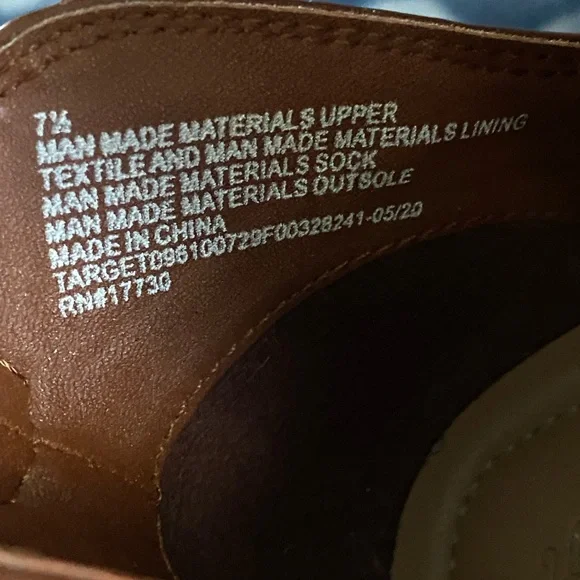 7½
MAN MADE MATERIALS UPPER
TEXTILE AND MAN MADE MATERIALS LINING
MAN MADE MATERIALS SOCK
MAN MADE MATERIALS OUTSOLE
MADE IN CHINA
TARGET096100729F00328241-05/20
RN#17730